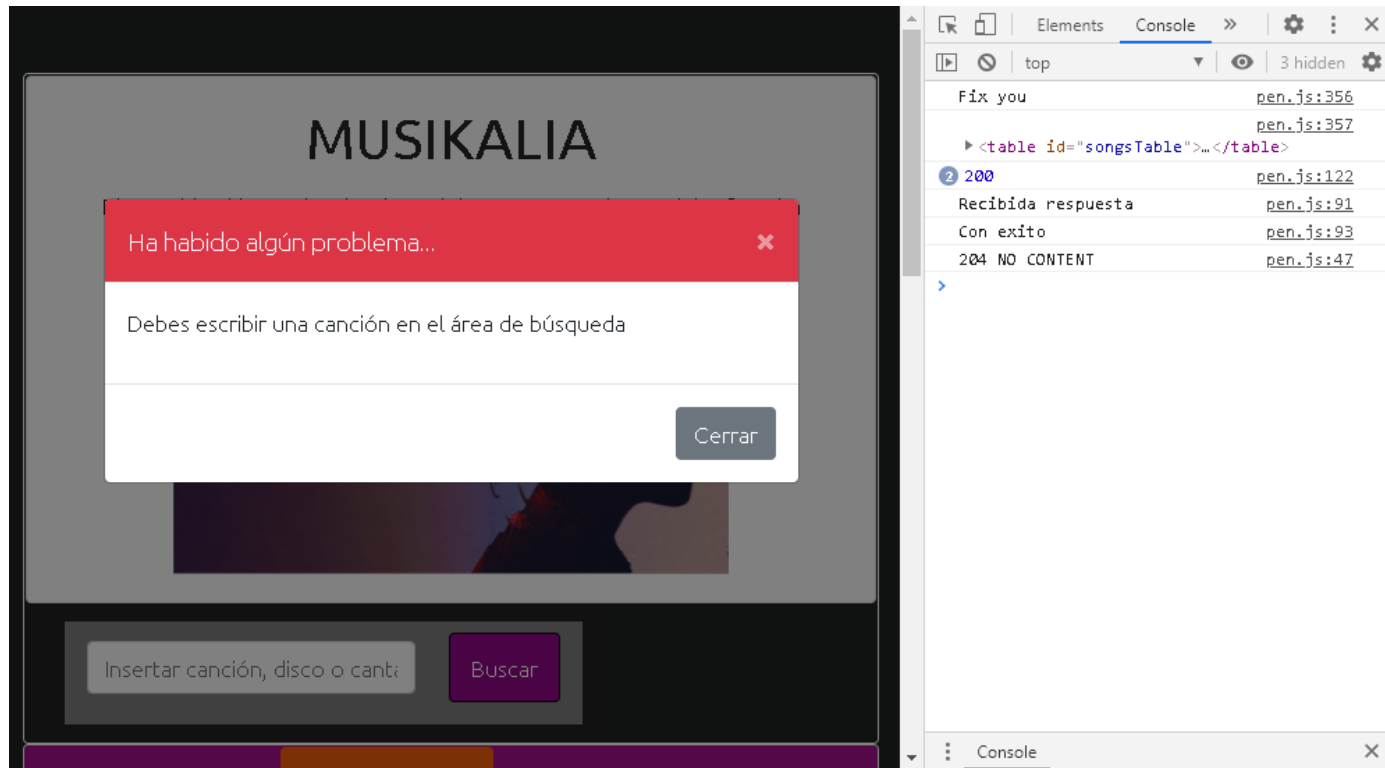 MUSIKALIA
Ha habido algún problema...
×
Debes escribir una canción en el área de búsqueda
Cerrar
Insertar canción, disco o canta
Buscar
Elements Console »
top 3 hidden
Fix you pen.js:356
pen.js:357
<table id="songsTable">…</table>
2 200 pen.js:122
Recibida respuesta pen.js:91
Con exito pen.js:93
204 NO CONTENT pen.js:47
Console